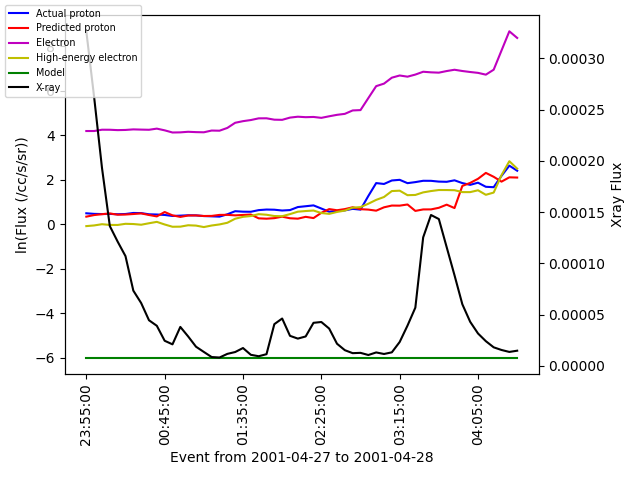 Actual proton
Predicted proton
Electron
High-energy electron
Model
X-ray
8
6
4
2
0
−2
−4
−6
ln(Flux (/cc/s/sr))
0.00030
0.00025
0.00020
0.00015
0.00010
0.00005
0.00000
Xray Flux
23:55:00
00:45:00
01:35:00
02:25:00
03:15:00
04:05:00
Event from 2001-04-27 to 2001-04-28